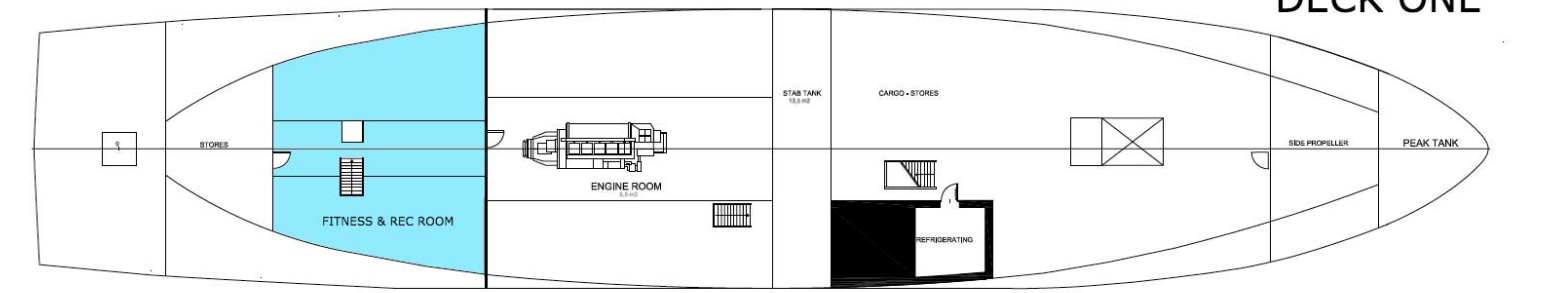 DECK ONE
STAB TANK
CARGO - STORES
STORES
SIDE PROPELLER
PEAK TANK
ENGINE ROOM
FITNESS & REC ROOM
REFRIGERATING